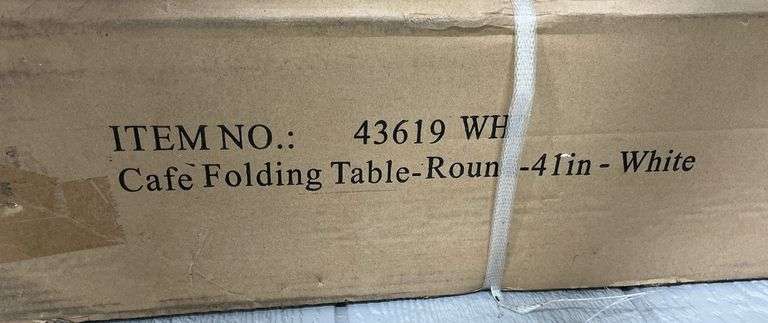 ITEM NO.: 43619 WH
Cafe Folding Table-Roun -41in - White